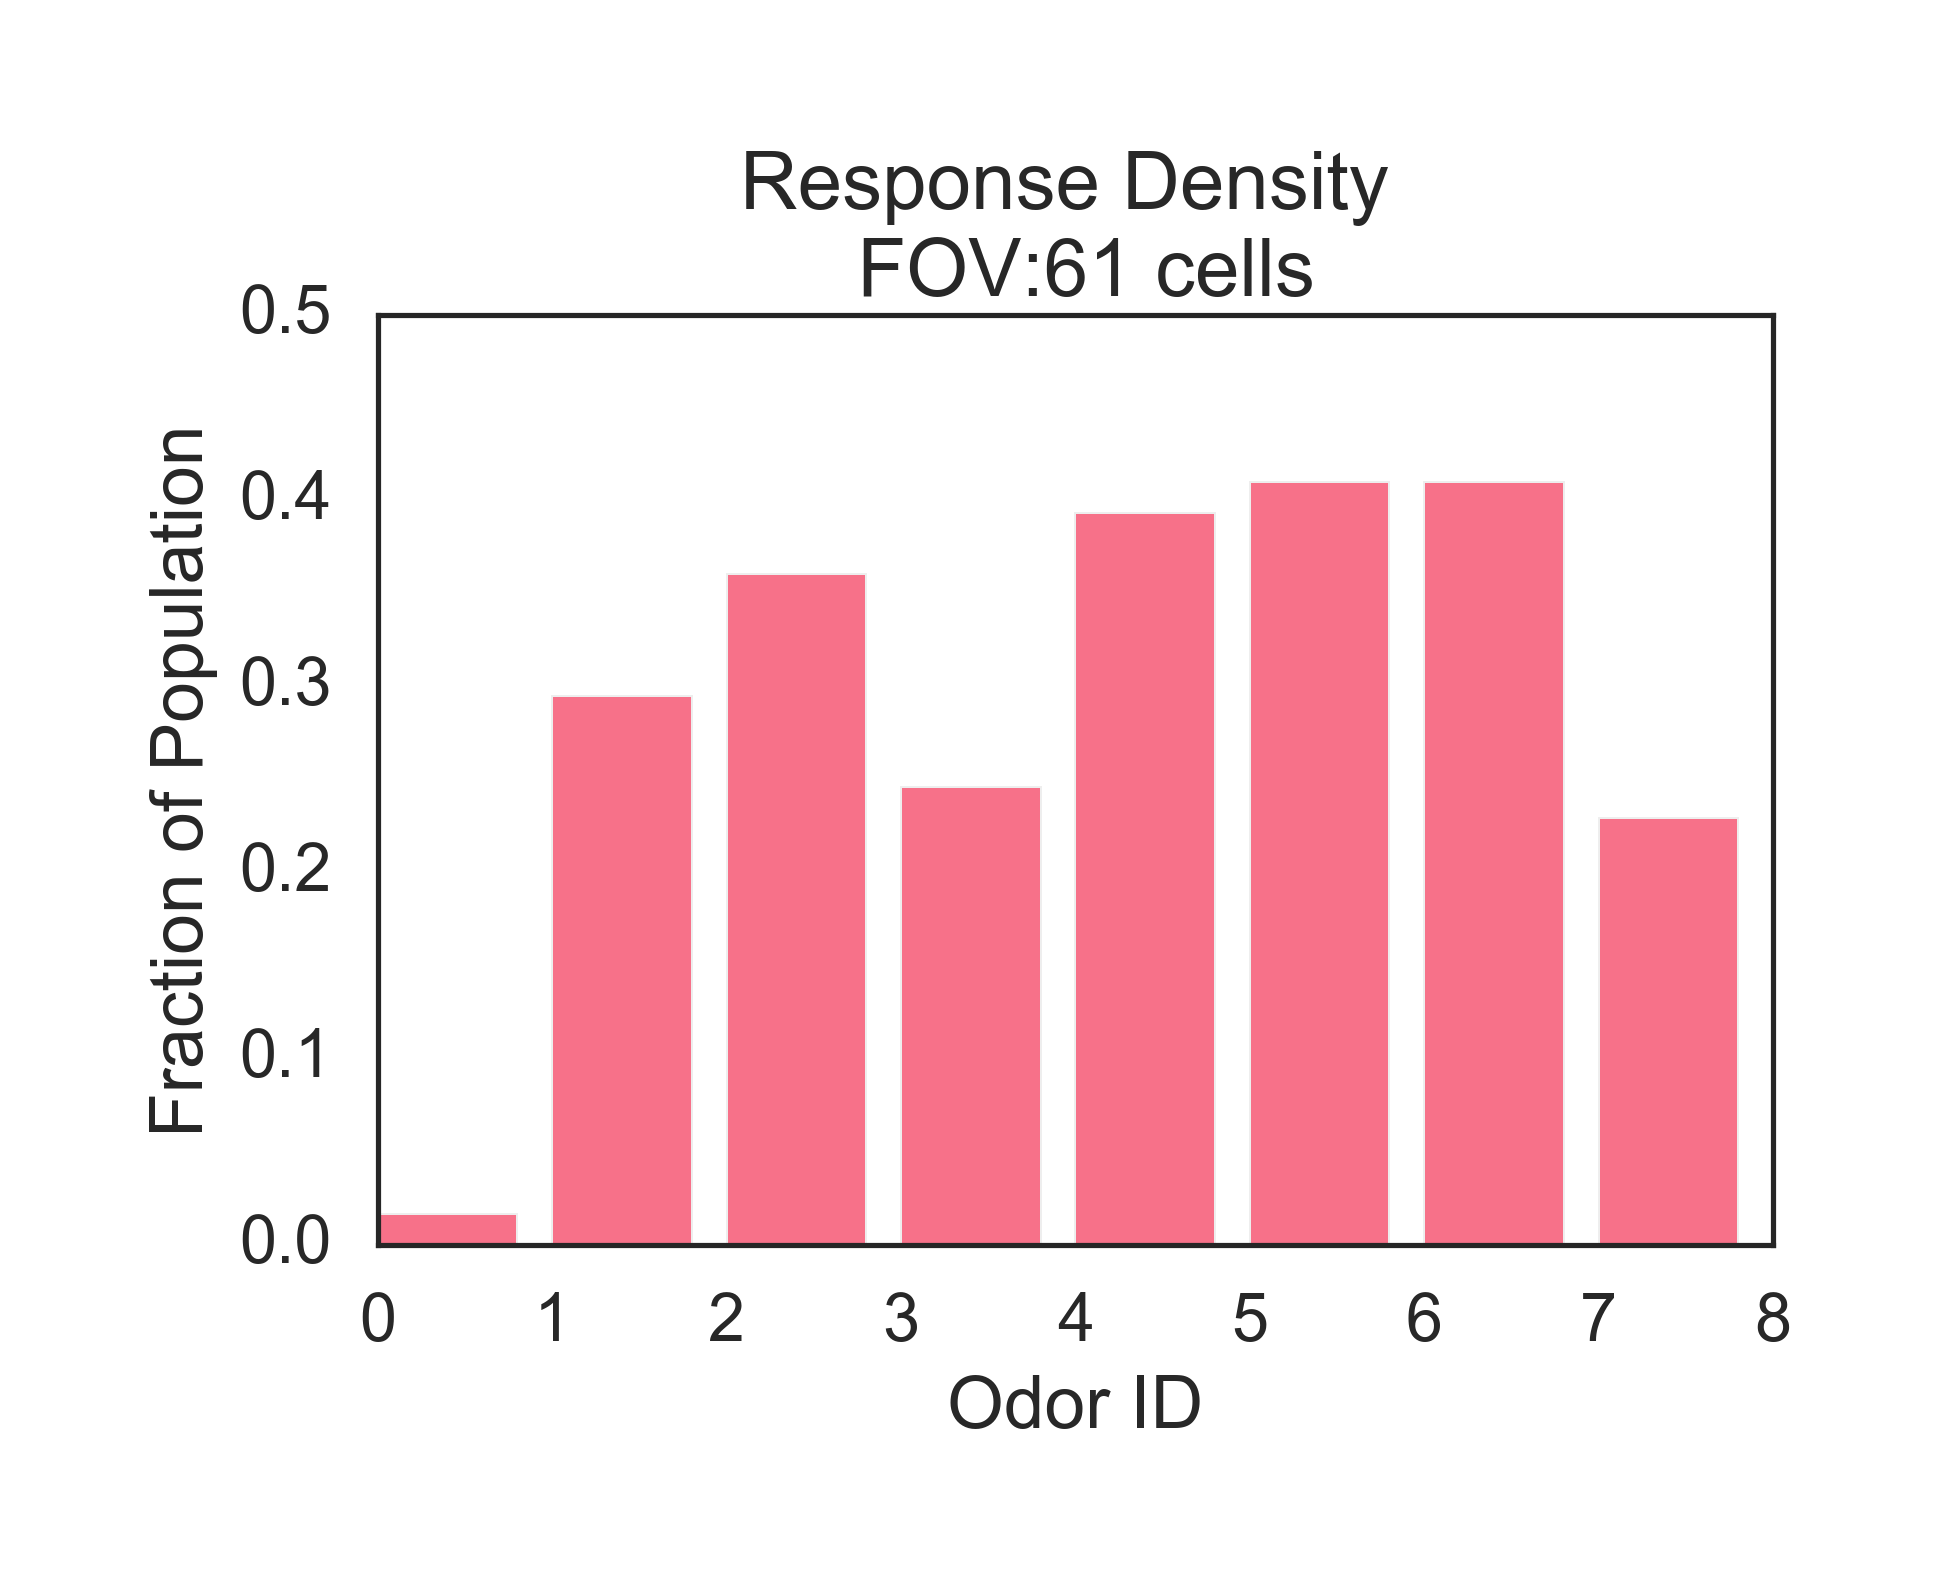 Response Density
FOV:61 cells
0.5
0.4
0.3
0.2
0.1
0.0
Fraction of Population
0 1 2 3 4 5 6 7 8
Odor ID